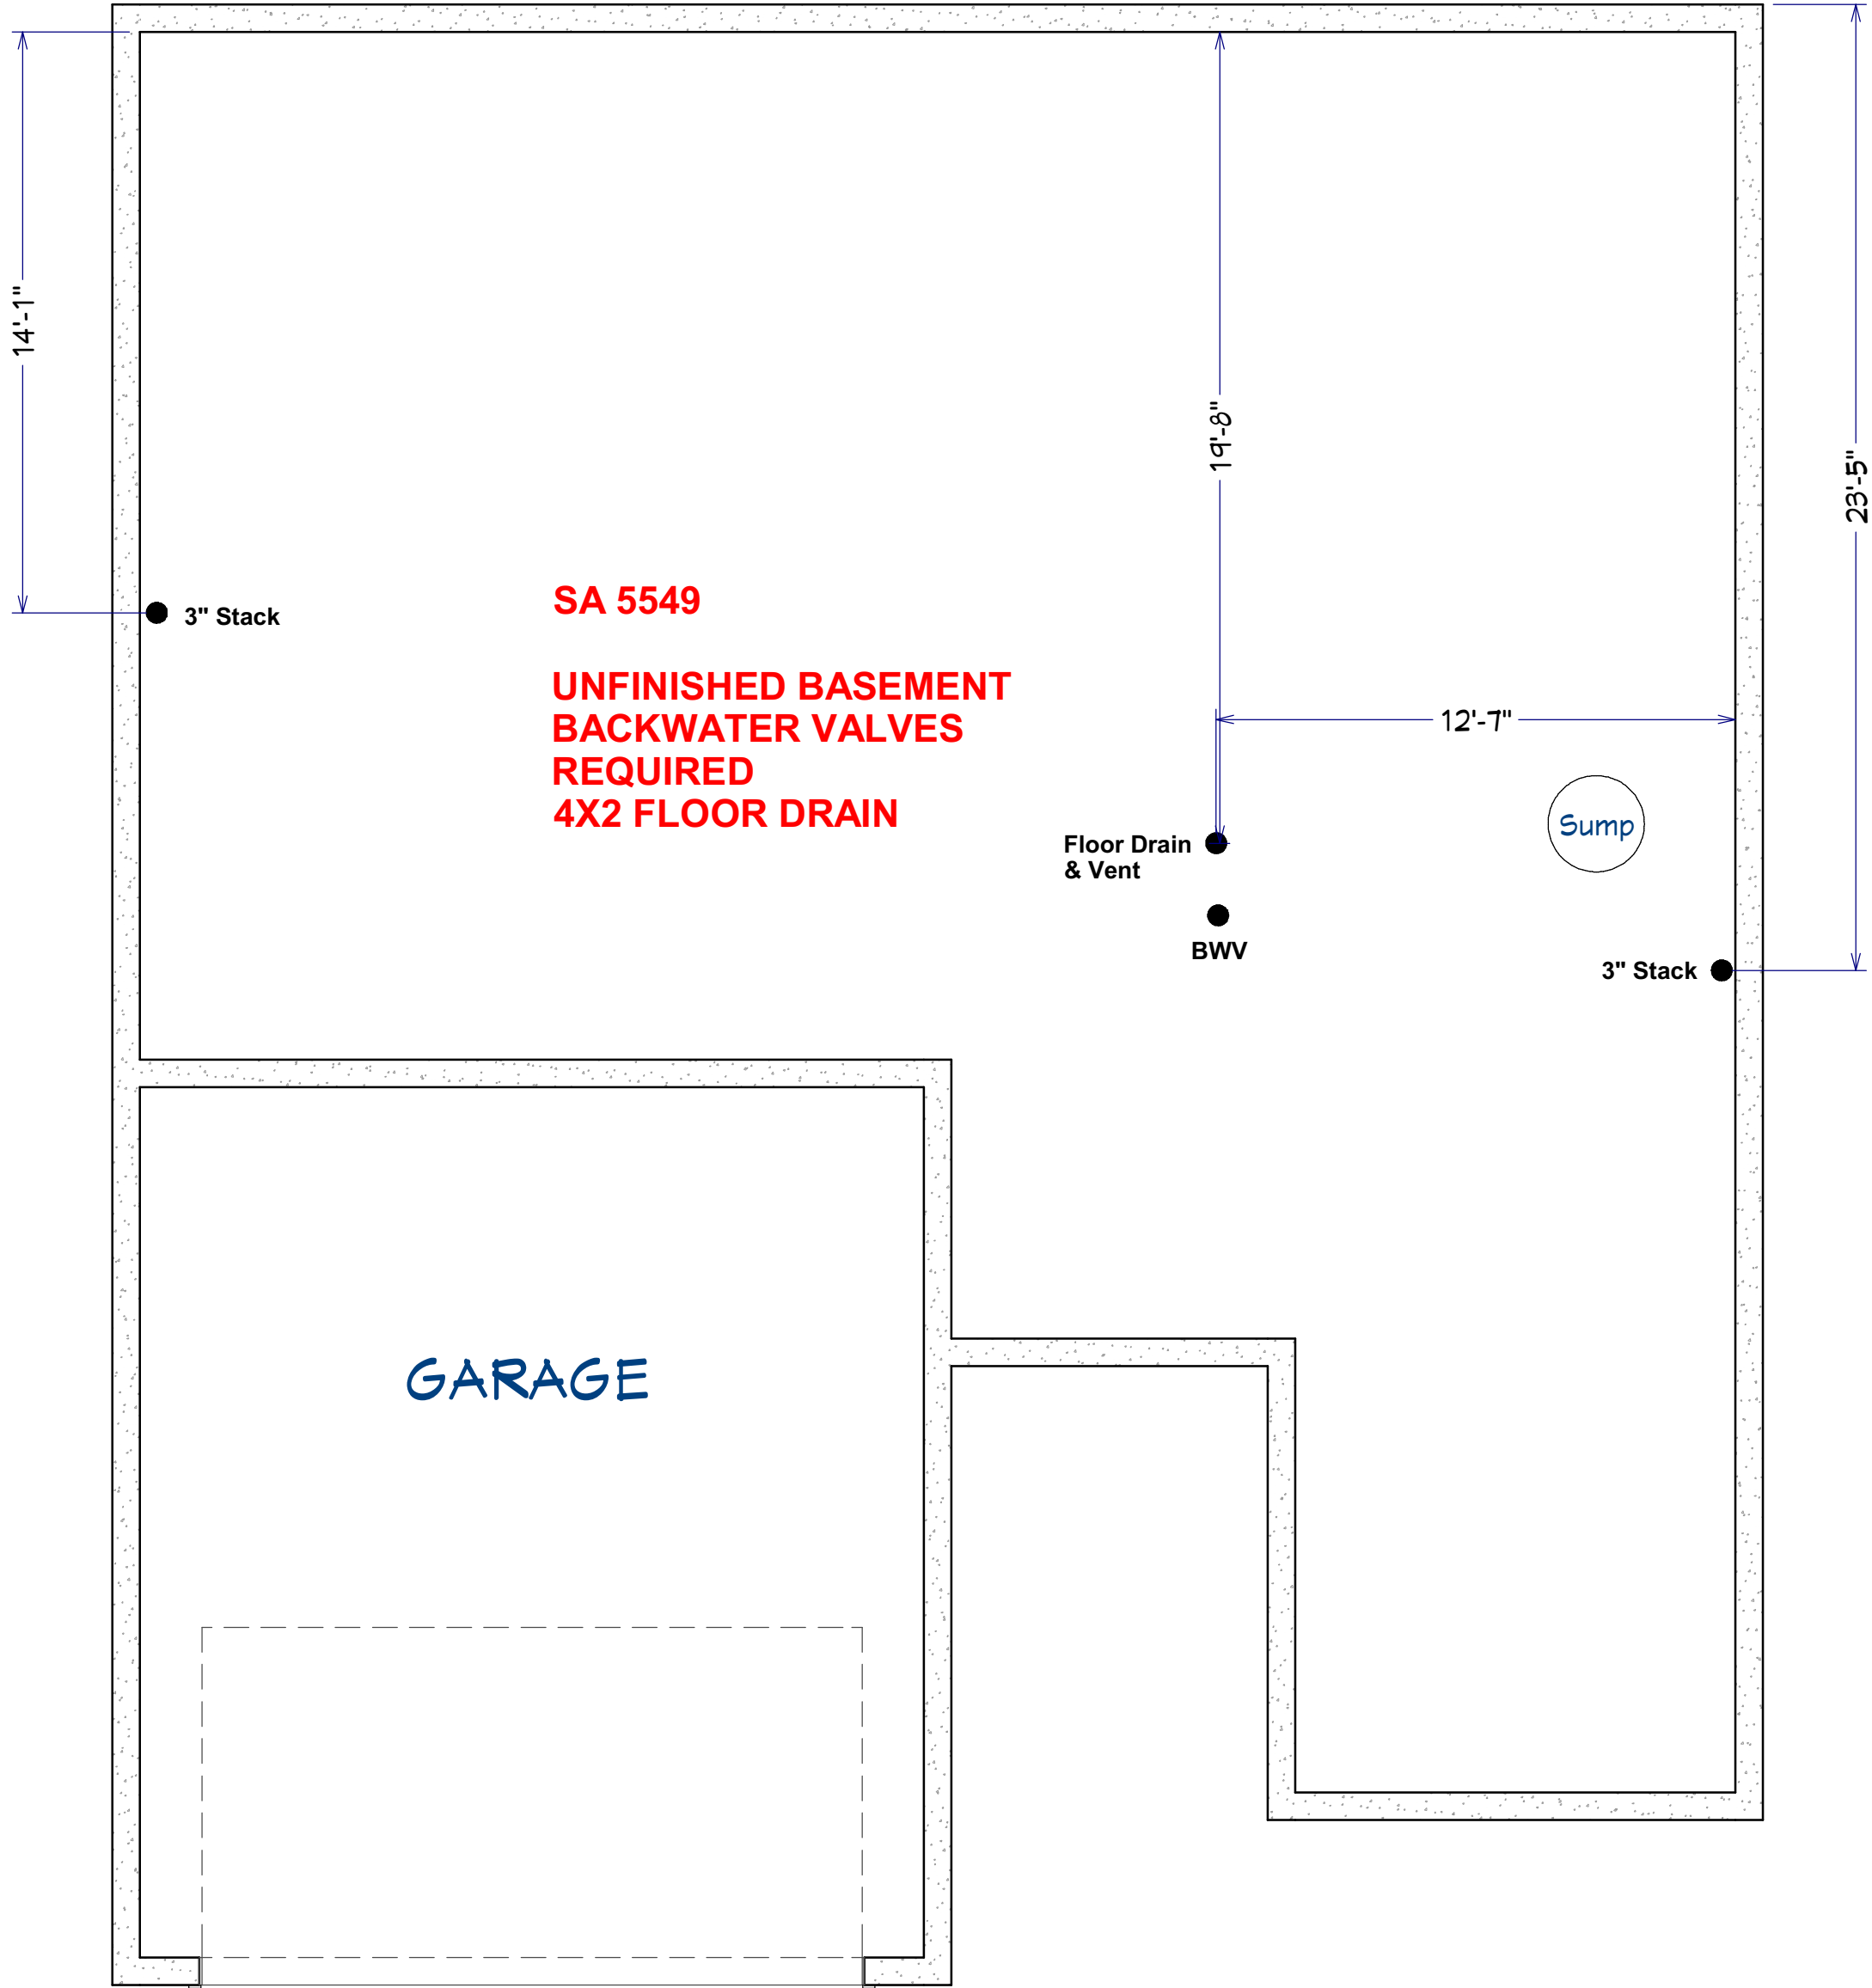 14'-1"
19'-8"
23'-5"
SA 5549
3" Stack
UNFINISHED BASEMENT
BACKWATER VALVES
REQUIRED
4X2 FLOOR DRAIN
12'-7"
Sump
Floor Drain
& Vent
BWV
3" Stack
GARAGE